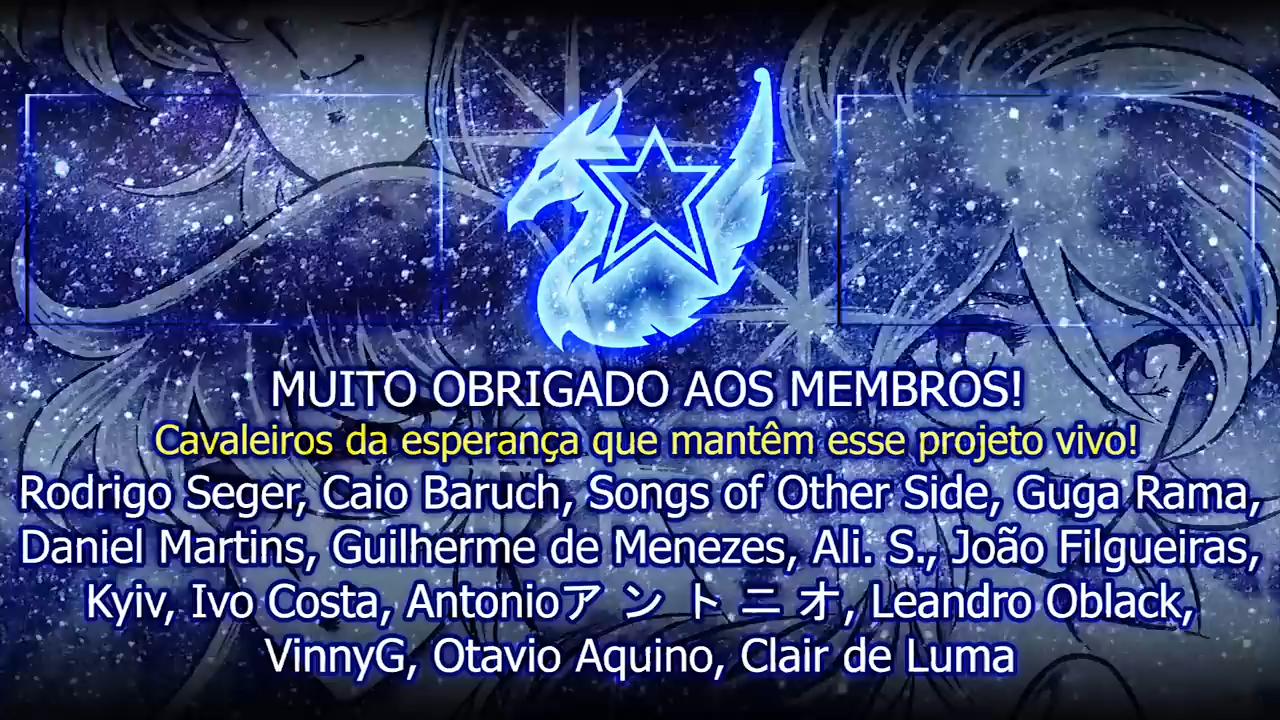 MUITO OBRIGADO AOS MEMBROS!
Cavaleiros da esperança que mantêm esse projeto vivo!
Rodrigo Seger, Caio Baruch, Songs of Other Side, Guga Rama,
Daniel Martins, Guilherme de Menezes, Ali. S., João Filgueiras,
Kyiv, Ivo Costa, Antonioア ン ト ニ オ, Leandro Oblack,
VinnyG, Otavio Aquino, Clair de Luma